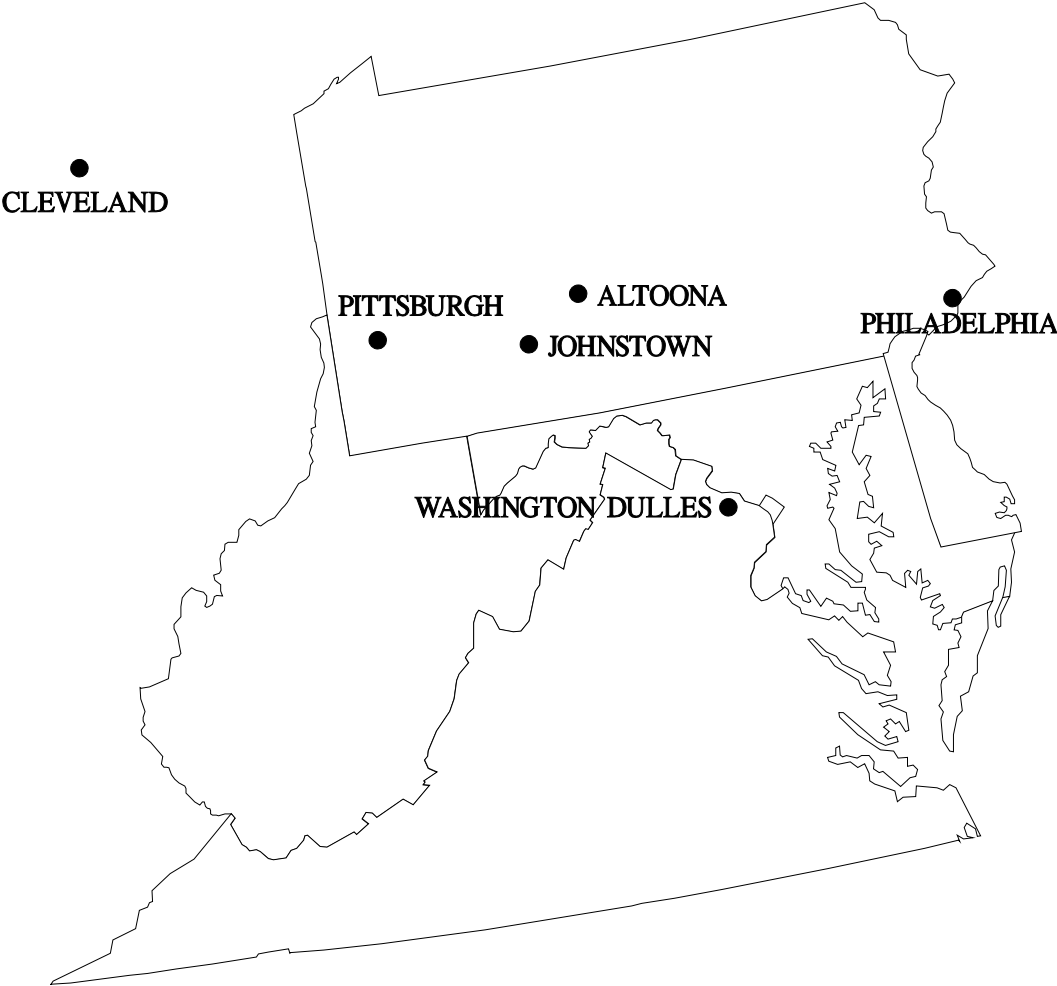 CLEVELAND
ALTOONA
PITTSBURGH
PHILADELPHIA
JOHNSTOWN
WASHINGTON DULLES